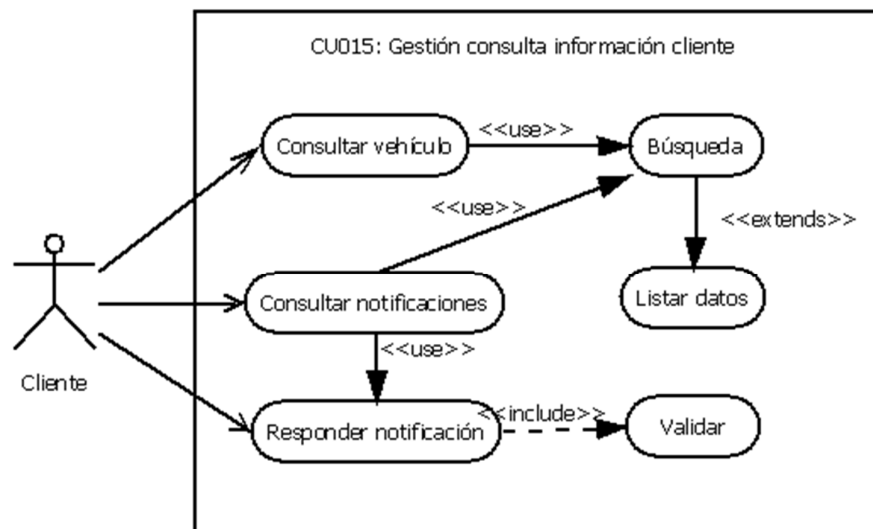 CU015: Gestión consulta información cliente
Consultar vehículo
<<use>>
Búsqueda
<<use>>
<<extends>>
Consultar notificaciones
Listar datos
<<use>>
Cliente
Responder notificación
<<include>>
Validar